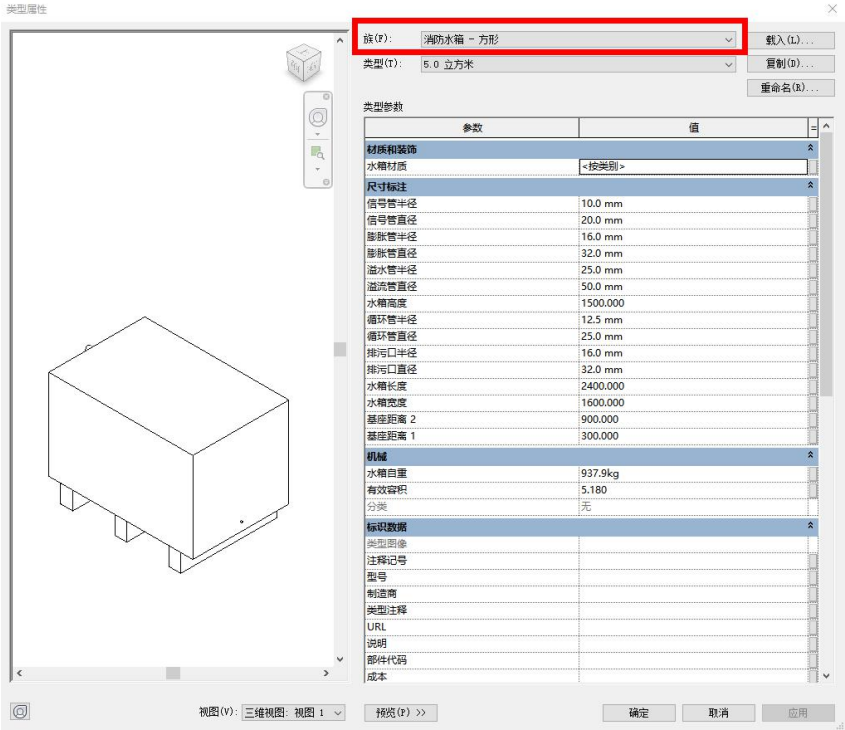 类型属性
族(F): 消防水箱 - 方形 载入(L)...
类型(T): 5.0 立方米 复制(D)...
重命名(R)...
类型参数
参数 值 =
材质和装饰
水箱材质 <按类别>
尺寸标注
信号管半径 10.0 mm
信号管直径 20.0 mm
膨胀管半径 16.0 mm
膨胀管直径 32.0 mm
溢水管半径 25.0 mm
溢流管直径 50.0 mm
水箱高度 1500.000
循环管半径 12.5 mm
循环管直径 25.0 mm
排污口半径 16.0 mm
排污口直径 32.0 mm
水箱长度 2400.000
水箱宽度 1600.000
基座距离 2 900.000
基座距离 1 300.000
机械
水箱自重 937.9kg
有效容积 5.180
分类 无
标识数据
类型图像
注释记号
型号
制造商
类型注释
URL
说明
部件代码
成本
视图(V): 三维视图: 视图 1 预览(P) >> 确定 取消 应用